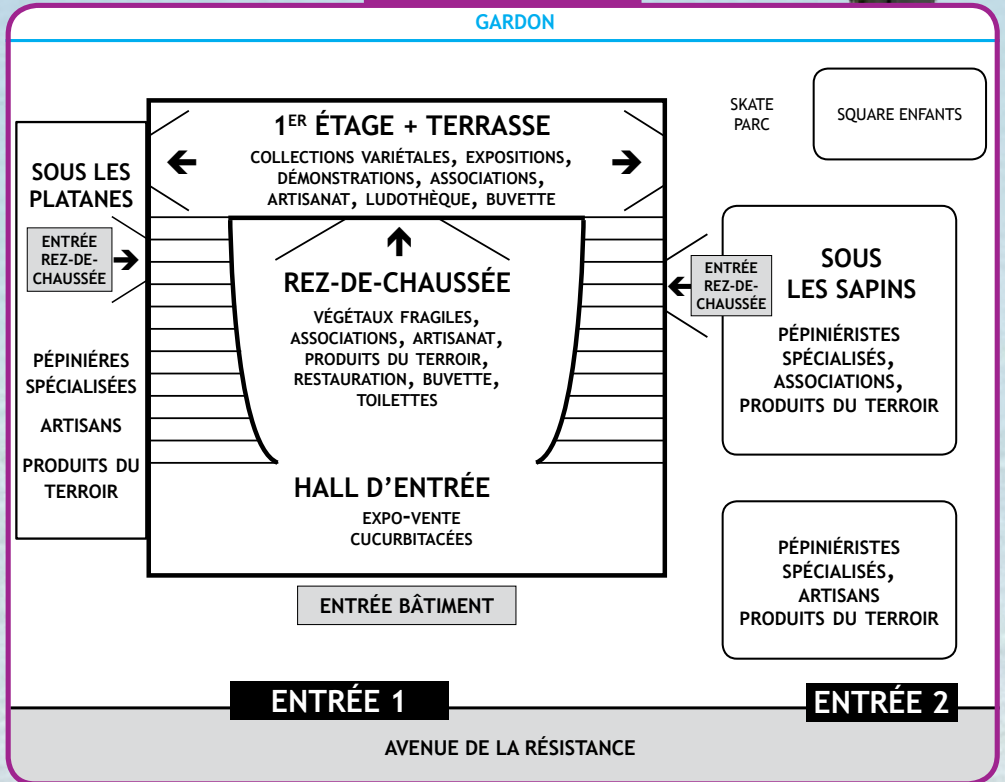 GARDON
1ER ÉTAGE + TERRASSE
COLLECTIONS VARIÉTALES, EXPOSITIONS,
DÉMONSTRATIONS, ASSOCIATIONS,
ARTISANAT, LUDOTHÈQUE, BUVETTE
SKATE
PARC
SQUARE ENFANTS
SOUS LES
PLATANES
ENTRÉE
REZ-DE-
CHAUSSÉE
PÉPINIÉRES
SPÉCIALISÉES
ARTISANS
PRODUITS DU
TERROIR
REZ-DE-CHAUSSÉE
VÉGÉTAUX FRAGILES,
ASSOCIATIONS, ARTISANAT,
PRODUITS DU TERROIR,
RESTAURATION, BUVETTE,
TOILETTES
ENTRÉE
REZ-DE-
CHAUSSÉE
SOUS
LES SAPINS
PÉPINIÉRISTES
SPÉCIALISÉS,
ASSOCIATIONS,
PRODUITS DU TERROIR
HALL D'ENTRÉE
EXPO-VENTE
CUCURBITACÉES
PÉPINIÉRISTES
SPÉCIALISÉS,
ARTISANS
PRODUITS DU TERROIR
ENTRÉE BÂTIMENT
ENTRÉE 1
ENTRÉE 2
AVENUE DE LA RÉSISTANCE